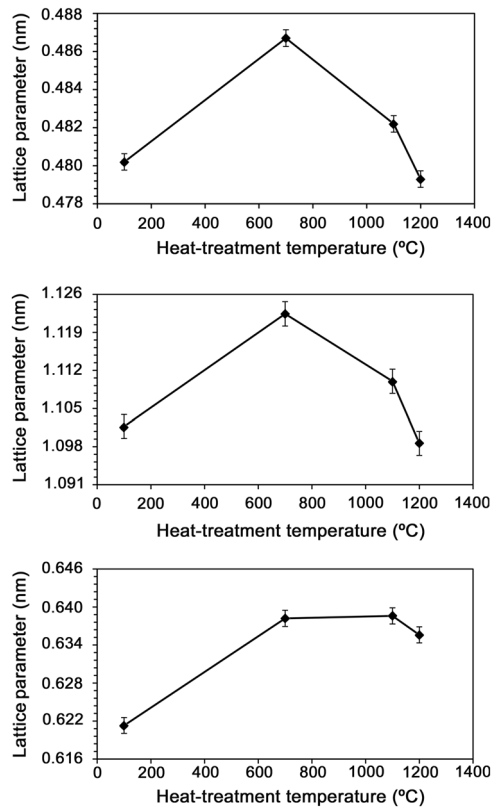 Lattice parameter (nm)
0.488
0.486
0.484
0.482
0.480
0.478
0 200 400 600 800 1000 1200 1400
Heat-treatment temperature (ºC)
Lattice parameter (nm)
1.126
1.119
1.112
1.105
1.098
1.091
0 200 400 600 800 1000 1200 1400
Heat-treatment temperature (ºC)
Lattice parameter (nm)
0.646
0.640
0.634
0.628
0.622
0.616
0 200 400 600 800 1000 1200 1400
Heat-treatment temperature (ºC)